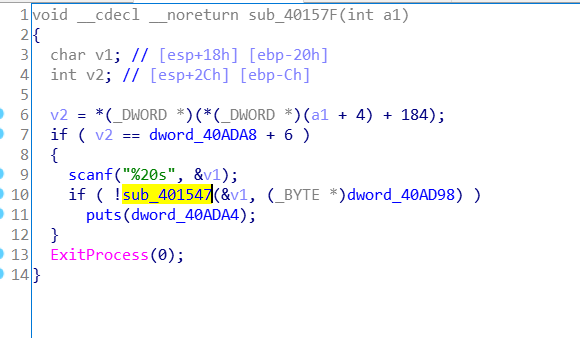 1 void __cdecl __noreturn sub_40157F(int a1)
2 {
3   char v1; // [esp+18h] [ebp-20h]
4   int v2; // [esp+2Ch] [ebp-Ch]
5
6   v2 = *(_DWORD *)(*(_DWORD *)(a1 + 4) + 184);
7   if ( v2 == dword_40ADA8 + 6 )
8   {
9     scanf("%20s", &v1);
10     if ( !sub_401547(&v1, (_BYTE *)dword_40AD98) )
11       puts(dword_40ADA4);
12   }
13   ExitProcess(0);
14 }